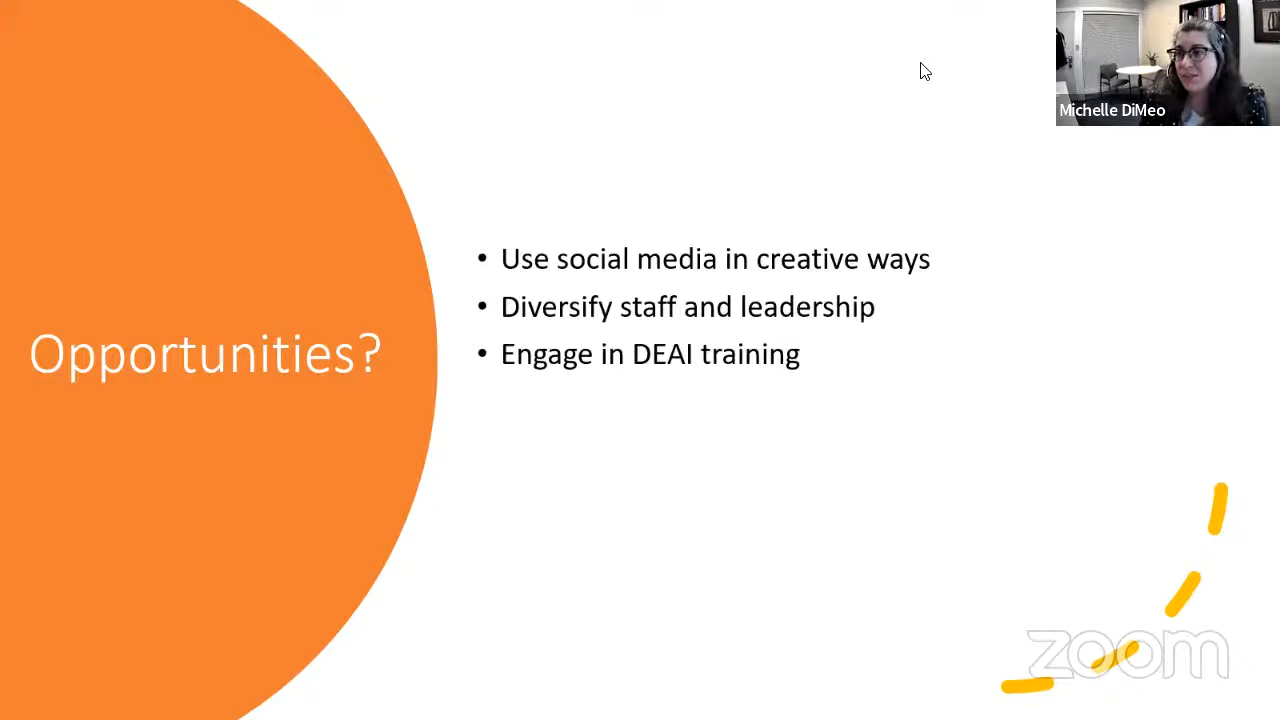 Michelle DiMeo
Opportunities?
• Use social media in creative ways
• Diversify staff and leadership
• Engage in DEAI training
zoom